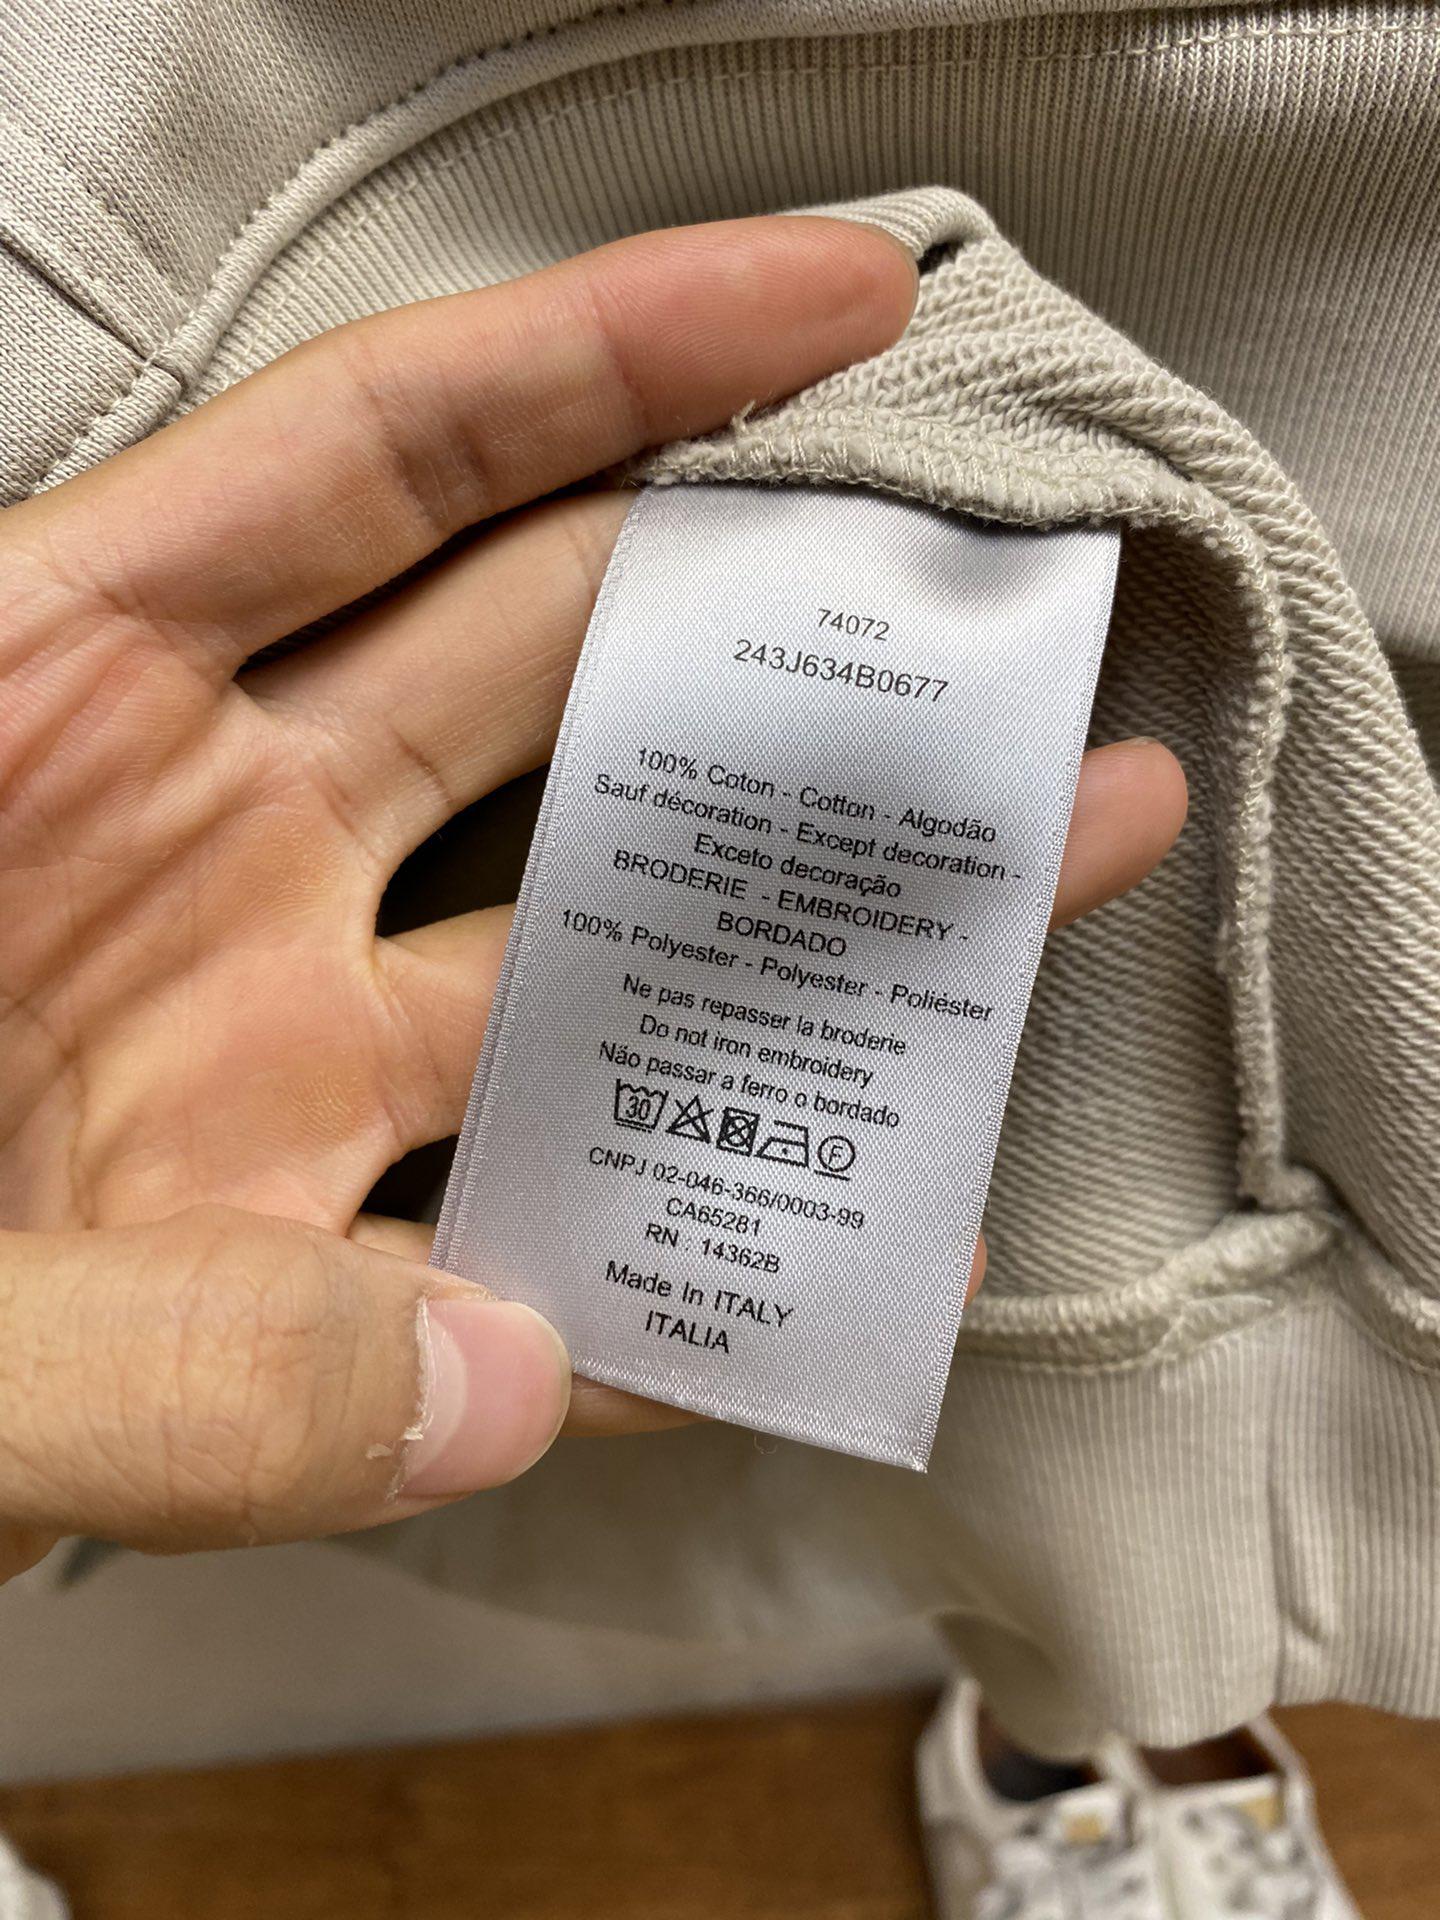 74072
243J634B0677
100% Coton - Cotton - Algodão
Sauf décoration - Except decoration -
Exceto decoração
BRODERIE - EMBROIDERY -
BORDADO
100% Polyester - Polyester - Poliéster
Ne pas repasser la broderie
Do not iron embroidery
Não passar a ferro o bordado
30 F
CNPJ 02-046-366/0003-99
CA65281
RN : 14362B
Made In ITALY
ITALIA